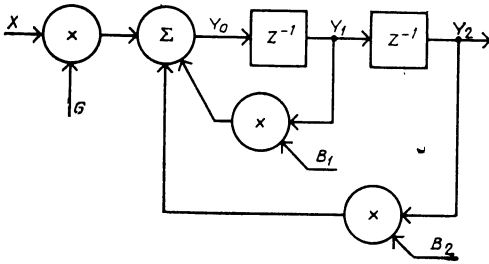 X
×
G
Σ
Y₀
Z⁻¹
Y₁
Z⁻¹
Y₂
×
B₁
×
B₂